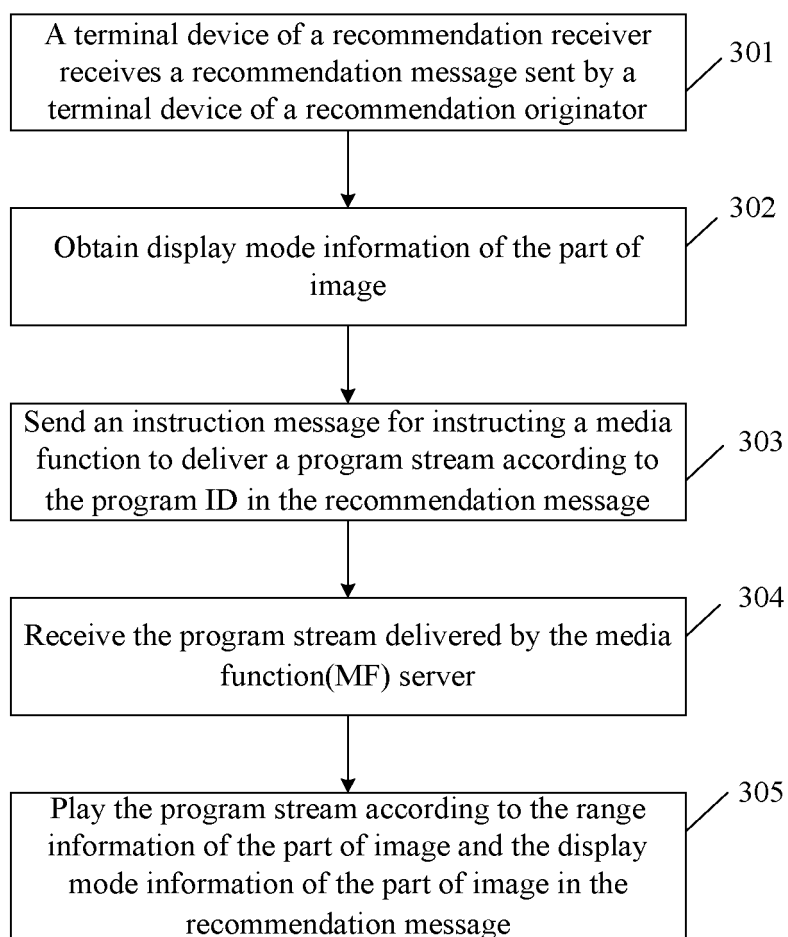 A terminal device of a recommendation receiver
receives a recommendation message sent by a
terminal device of a recommendation originator
301
Obtain display mode information of the part of
image
302
Send an instruction message for instructing a media
function to deliver a program stream according to
the program ID in the recommendation message
303
Receive the program stream delivered by the media
function(MF) server
304
Play the program stream according to the range
information of the part of image and the display
mode information of the part of image in the
recommendation message
305